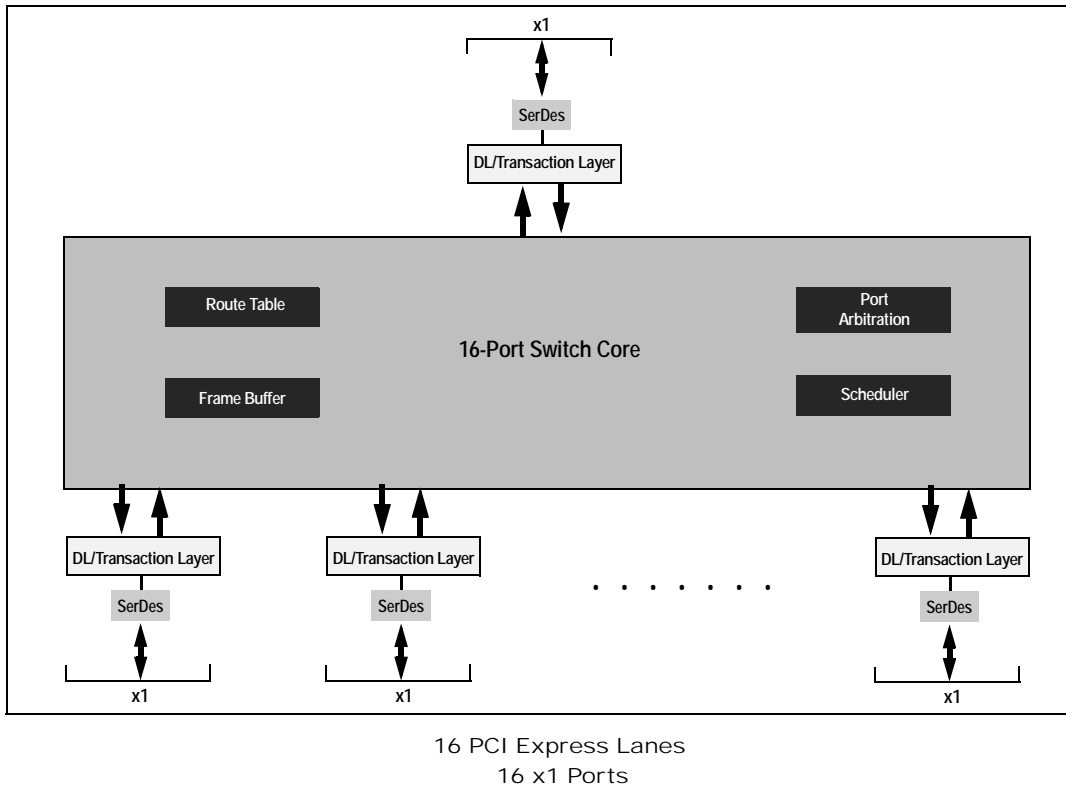 x1
SerDes
DL/Transaction Layer
Route Table
Port
Arbitration
16-Port Switch Core
Frame Buffer
Scheduler
DL/Transaction Layer
DL/Transaction Layer
DL/Transaction Layer
SerDes
SerDes
SerDes
x1
x1
x1
16 PCI Express Lanes
16 x1 Ports